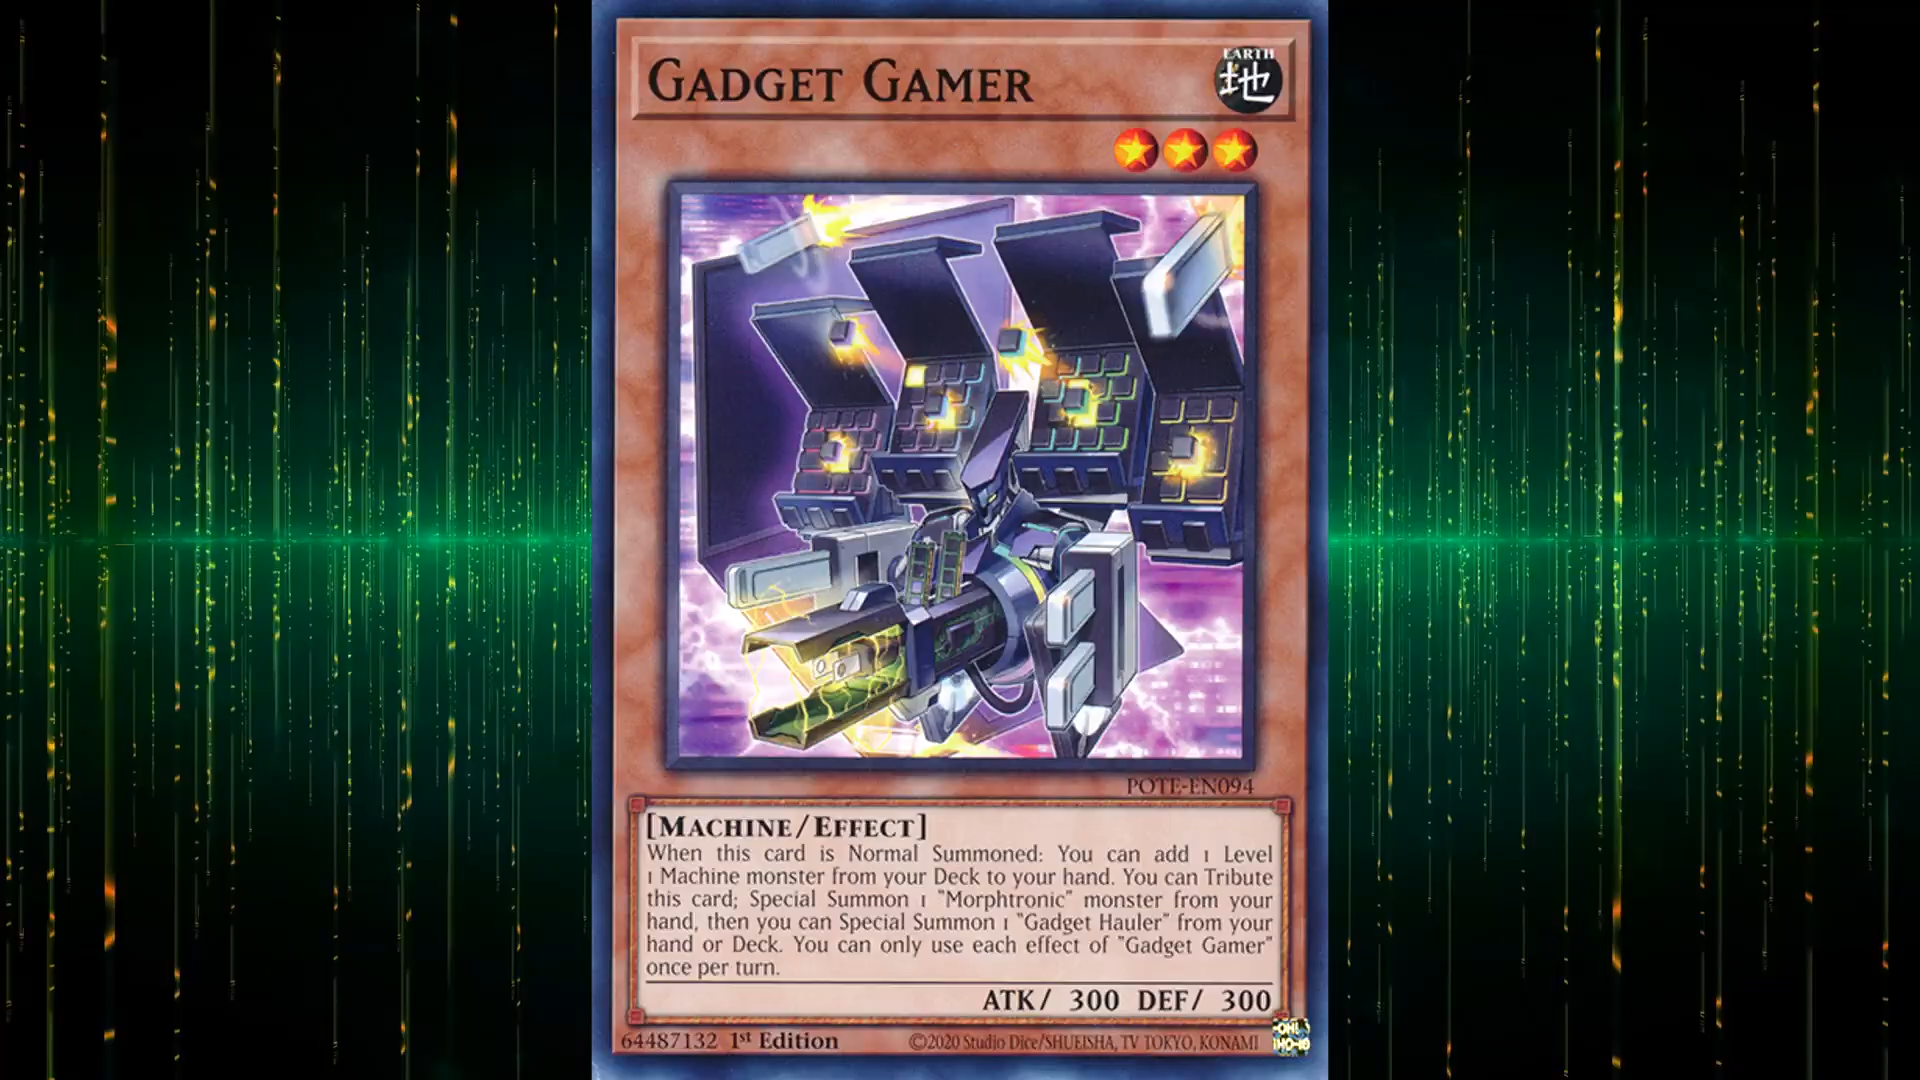 GADGET GAMER
EARTH
地
POTE-EN094
[MACHINE/EFFECT]
When this card is Normal Summoned: You can add 1 Level
1 Machine monster from your Deck to your hand. You can Tribute
this card; Special Summon 1 "Morphtronic" monster from your
hand, then you can Special Summon 1 "Gadget Hauler" from your
hand or Deck. You can only use each effect of "Gadget Gamer"
once per turn.
ATK/ 300 DEF/ 300
64487132 1st Edition
©2020 Studio Dice/SHUEISHA, TV TOKYO, KONAMI